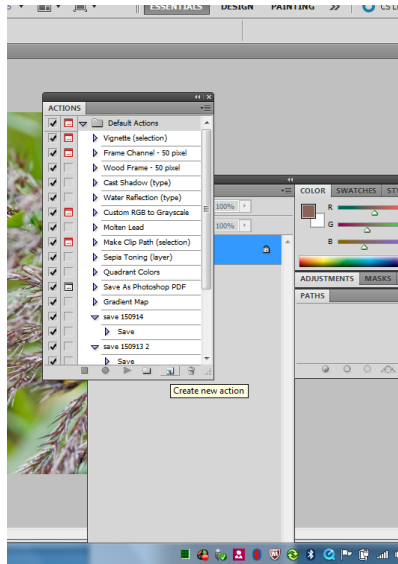 ESSENTIALS DESIGN PAINTING >>
ACTIONS
Default Actions
Vignette (selection)
Frame Channel - 50 pixel
Wood Frame - 50 pixel
Cast Shadow (type)
Water Reflection (type)
Custom RGB to Grayscale
Molten Lead
Make Clip Path (selection)
Sepia Toning (layer)
Quadrant Colors
Save As Photoshop PDF
Gradient Map
save 150914
Save
save 150913 2
Save
Create new action
100%
100%
COLOR SWATCHES
R
G
B
ADJUSTMENTS MASKS
PATHS